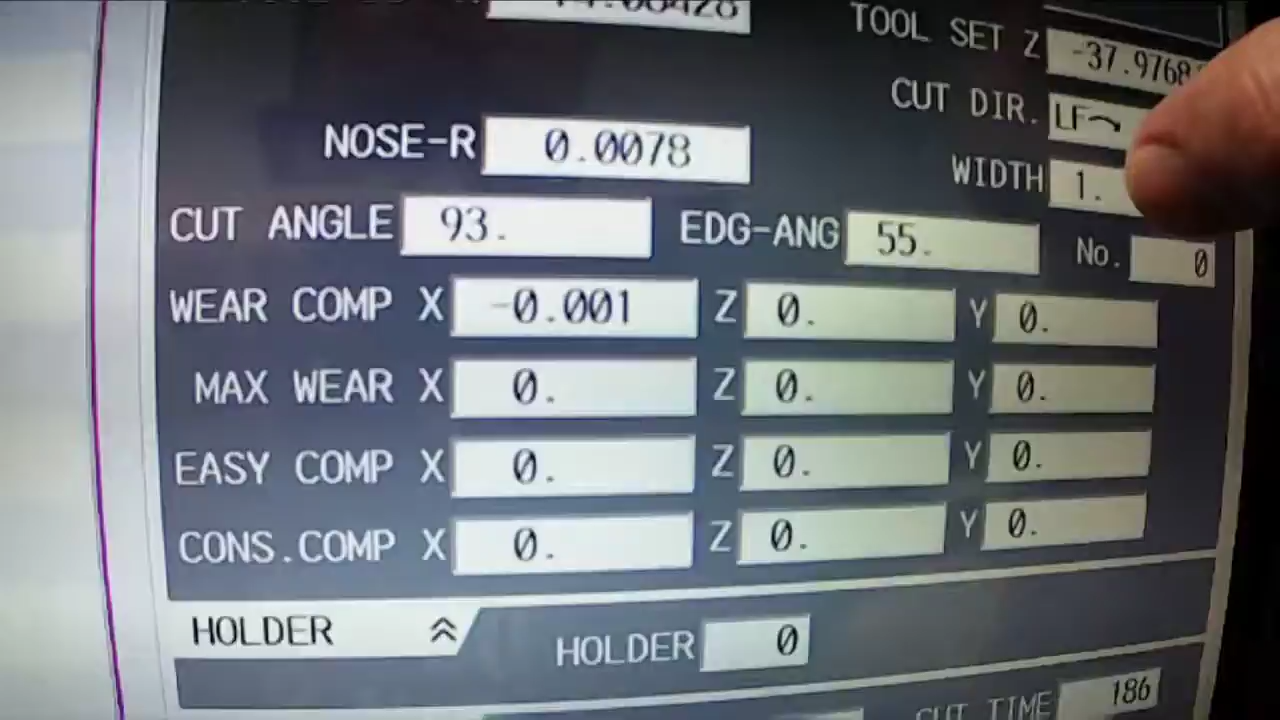 TOOL SET Z -37.9768
CUT DIR. LF
NOSE-R 0.0078
WIDTH 1.
CUT ANGLE 93. EDG-ANG 55. No. 0
WEAR COMP X -0.001 Z 0. Y 0.
MAX WEAR X 0. Z 0. Y 0.
EASY COMP X 0. Z 0. Y 0.
CONS.COMP X 0. Z 0. Y 0.
HOLDER HOLDER 0
CUT TIME 186